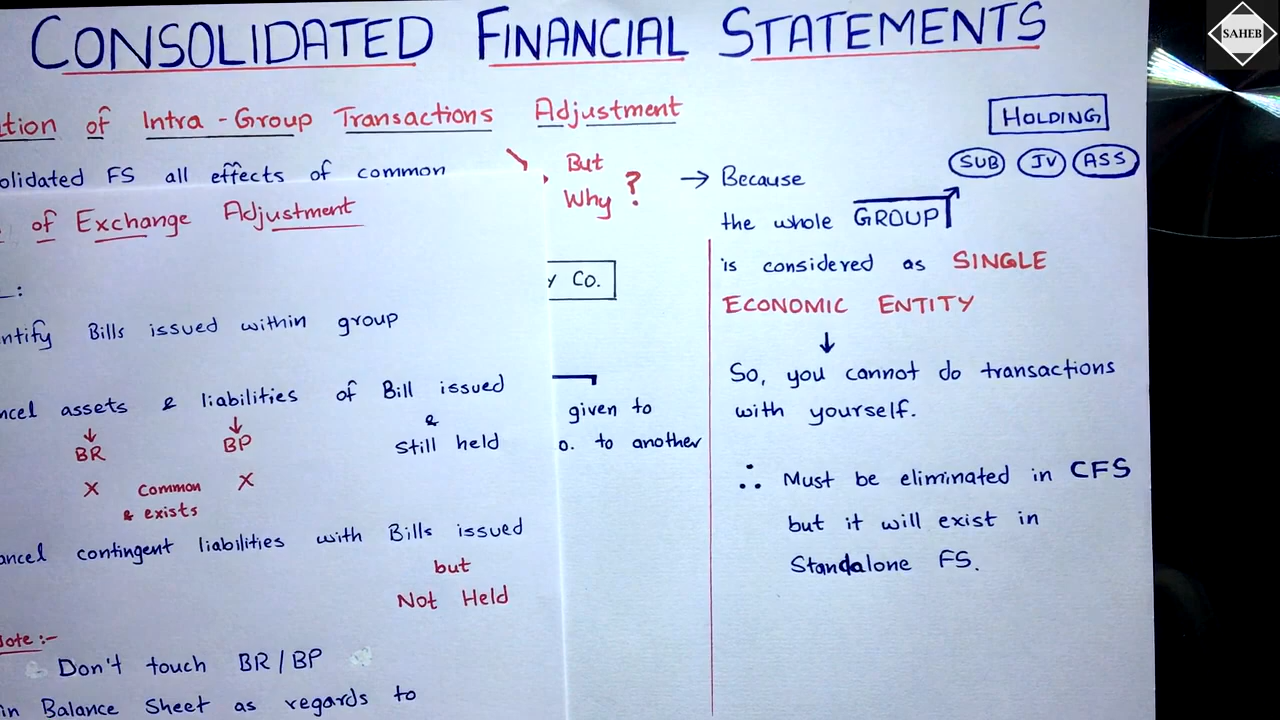 CONSOLIDATED FINANCIAL STATEMENTS
SAHEB
tion of Intra-Group Transactions Adjustment
olidated FS all effects of common
of Exchange Adjustment
:
ntify Bills issued within group
ncel assets & liabilities of Bill issued
& Still held
BR
BP
X Common X
& exists
ancel contingent liabilities with Bills issued
but
Not Held
ote :-
Don't touch BR/BP
in Balance Sheet as regards to
But
Why ?
y Co.
given to
o. to another
HOLDING
SUB JV ASS
→ Because
the whole GROUP
is considered as SINGLE
ECONOMIC ENTITY
↓
So, you cannot do transactions
with yourself.
∴ Must be eliminated in CFS
but it will exist in
Standalone FS.